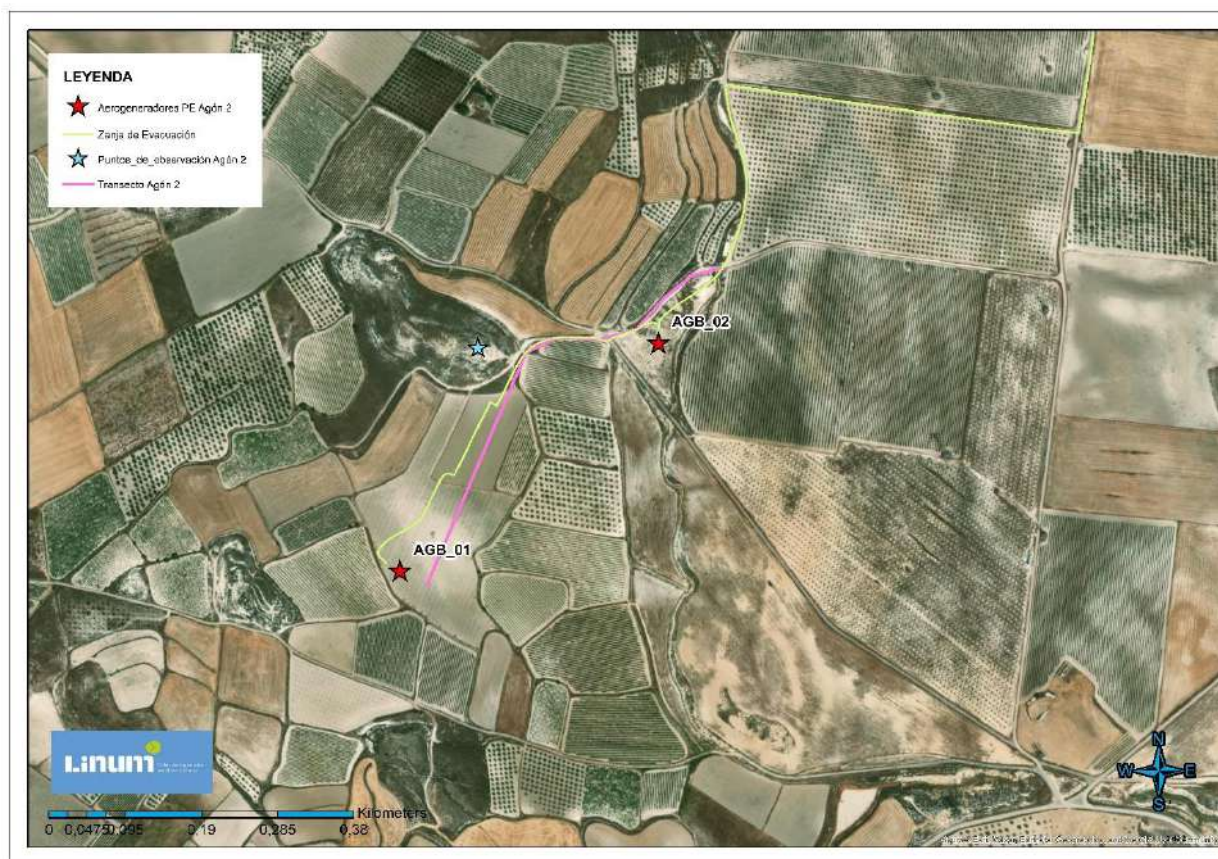 LEYENDA
Aerogeneradores PE Agón 2
Zanja de Evacuación
Puntos_de_observación Agón 2
Transecto Agón 2
AGB_02
AGB_01
Linum
N
W E
S
Kilometers
0 0,0475 0,095 0,19 0,285 0,38